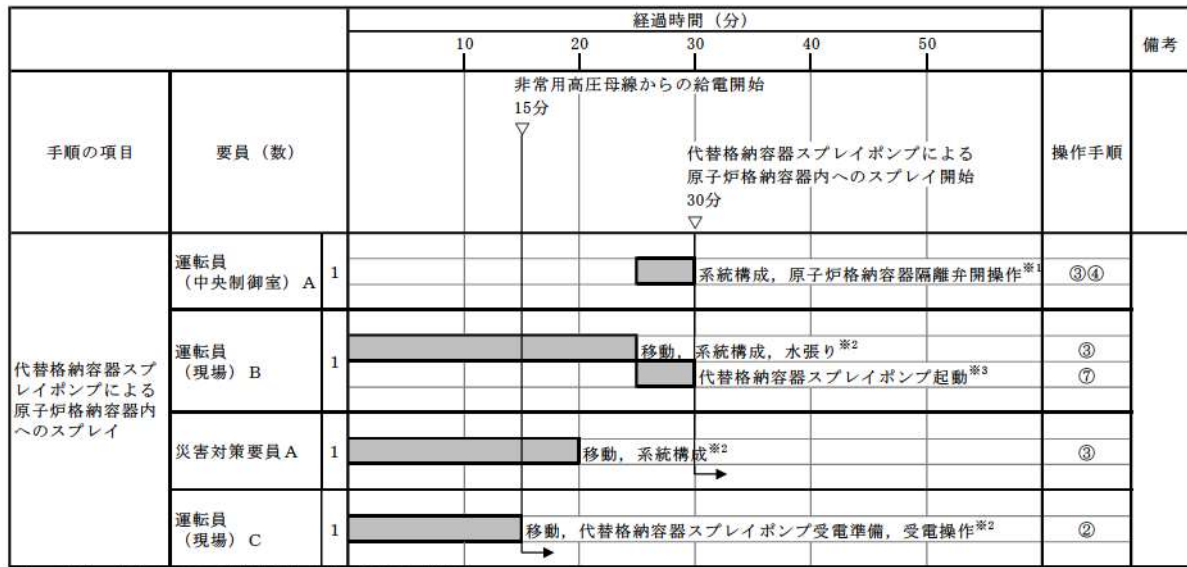 経過時間（分）
備考
10 20 30 40 50
手順の項目
要員（数）
操作手順
非常用高圧母線からの給電開始
15分
▽
代替格納容器スプレイポンプによる
原子炉格納容器内へのスプレイ開始
30分
▽
代替格納容器スプ
レイポンプによる
原子炉格納容器内
へのスプレイ
運転員
（中央制御室）A
1
系統構成，原子炉格納容器隔離弁開操作※1
③④
運転員
（現場）B
1
移動，系統構成，水張り※2
③
代替格納容器スプレイポンプ起動※3
⑦
災害対策要員A
1
移動，系統構成※2
③
運転員
（現場）C
1
移動，代替格納容器スプレイポンプ受電準備，受電操作※2
②